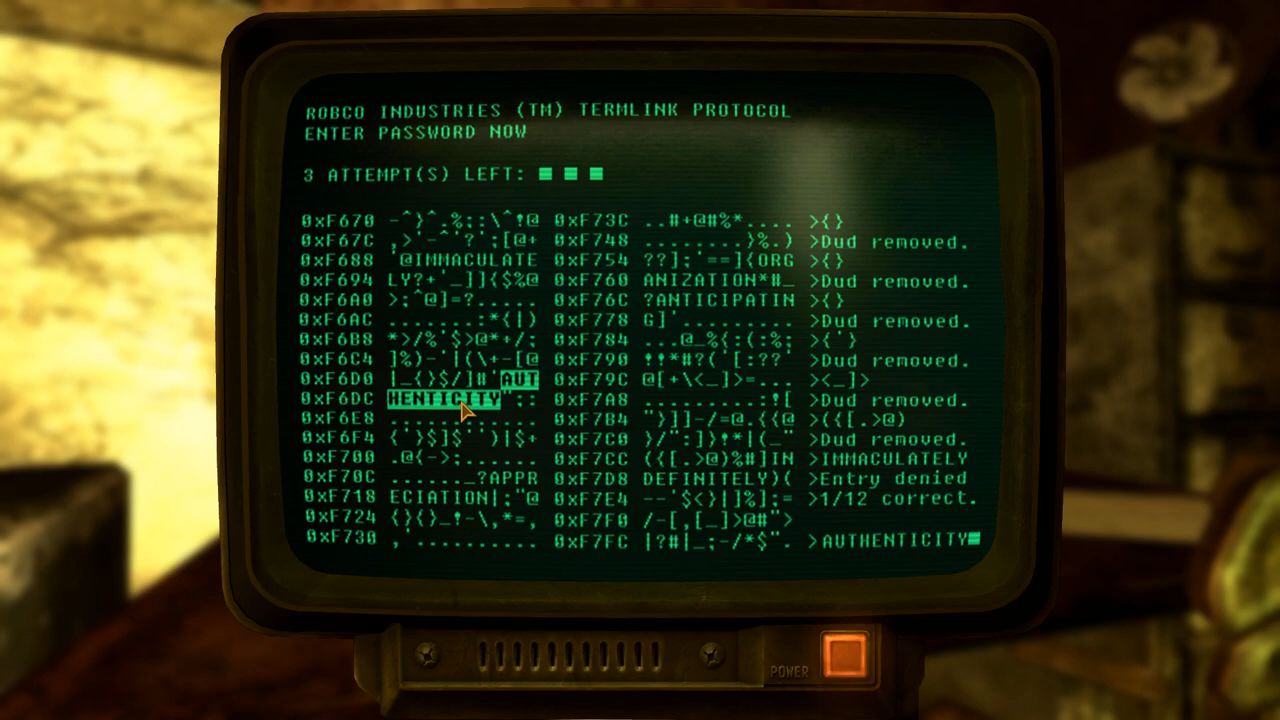 ROBCO INDUSTRIES (TM) TERMLINK PROTOCOL
ENTER PASSWORD NOW
3 ATTEMPT(S) LEFT:
0xF670 -^}^.%;:\^!@
0xF67C ,>'-^'?';[@+
0xF688 '@IMMACULATE
0xF694 LY?+'_]]{$%@
0xF6A0 >;^@]=?.....
0xF6AC .......:*{|)
0xF6B8 *>/%'$>@*+/;
0xF6C4 ]%)-'|(\+-[@
0xF6D0 |_{}$/]#'AUT
0xF6DC HENTICITY"::
0xF6E8 ............
0xF6F4 {'}$]$'')|$+
0xF700 .@{->;......
0xF70C ......._?APPR
0xF718 ECIATION|;"@
0xF724 {}{}_!-\,*=,
0xF730 ,'..........
0xF73C ..#+@#%*....
0xF748 ........}%.)
0xF754 ??];'==]{ORG
0xF760 ANIZATION*#_
0xF76C ?ANTICIPATIN
0xF778 G]'.........
0xF784 ...@_%{:(:%;
0xF790 !!*#?('[:??'
0xF79C @[+\<_]>=...
0xF7A8 .........:![
0xF7B4 "}]]-/=@.{{@
0xF7C0 }/":]}!*|(_"
0xF7CC ({[.>@)%#]IN
0xF7D8 DEFINITELY)(
0xF7E4 --'$<}|]%];=
0xF7F0 /-[,[_]>@#">
0xF7FC |?#|_;-/*$".
>{}
>Dud removed.
>{}
>Dud removed.
>{}
>Dud removed.
>{'}
>Dud removed.
><_]>
>Dud removed.
>({[.>@)
>Dud removed.
>IMMACULATELY
>Entry denied
>1/12 correct.
>AUTHENTICITY
POWER